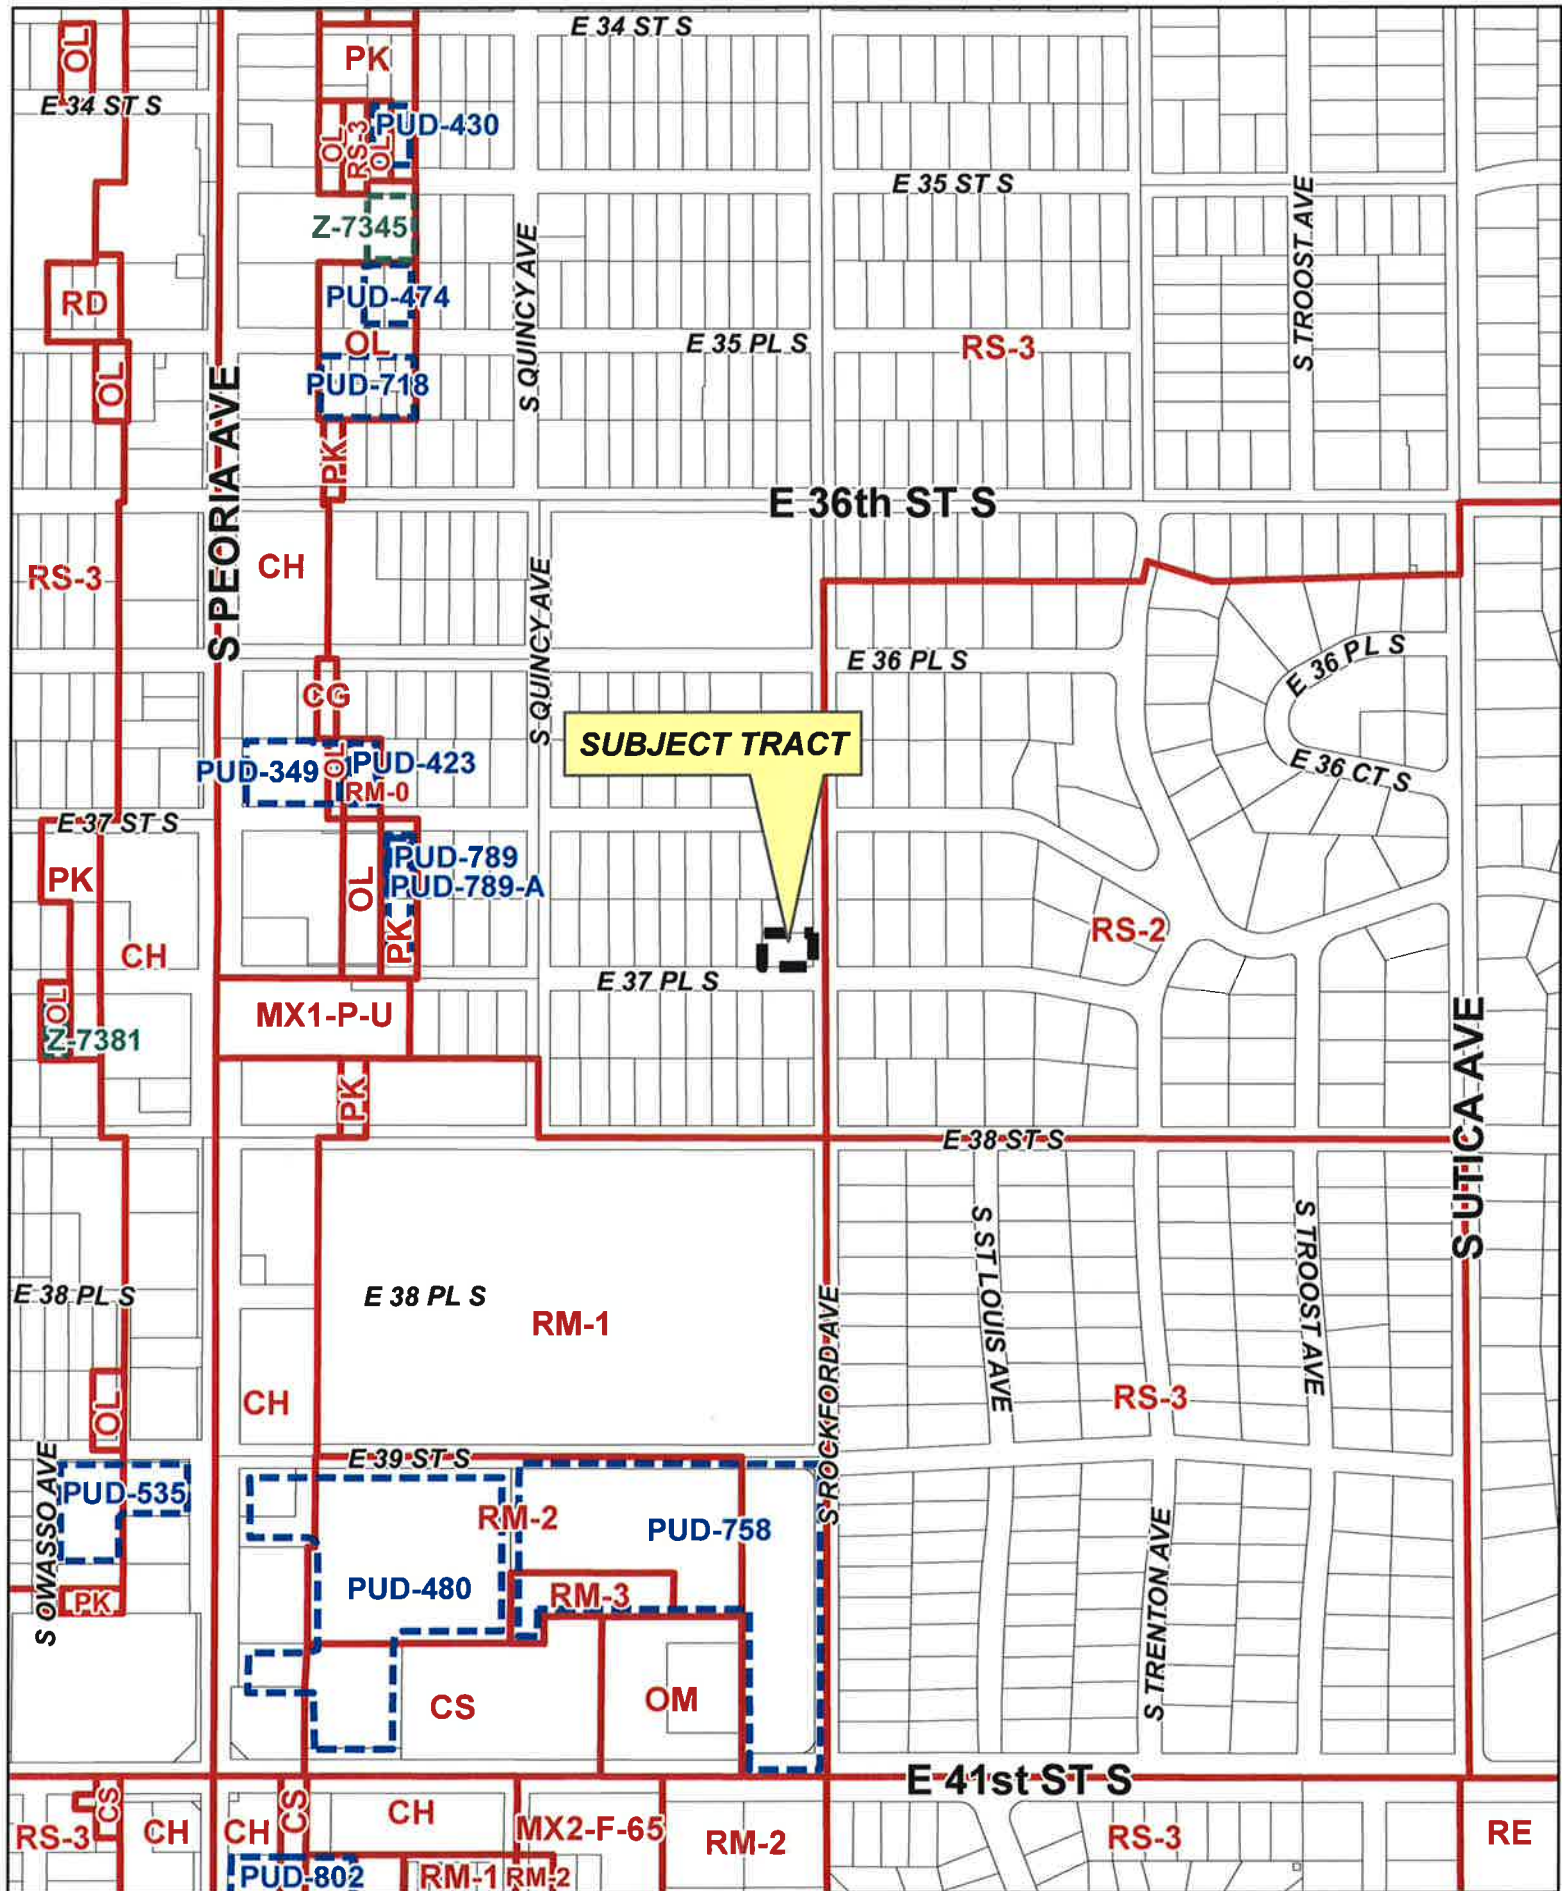 E 34 ST S
OL
PK
E 34 ST S
OL
RS-3
OL
PUD-430
E 35 ST S
S TROOST AVE
Z-7345
S QUINCY AVE
RD
PUD-474
OL
E 35 PL S
RS-3
OL
PUD-718
S PEORIA AVE
PK
E 36th ST S
RS-3
CH
S QUINCY AVE
E 36 PL S
E 36 PL S
CG
SUBJECT TRACT
PUD-349
OL
PUD-423
RM-0
E 36 CT S
E 37 ST S
PK
PUD-789
PUD-789-A
OL
PK
RS-2
CH
E 37 PL S
OL
MX1-P-U
Z-7381
S UTICA AVE
PK
E 38 ST S
S ST LOUIS AVE
S TROOST AVE
E 38 PL S
E 38 PL S
RM-1
S ROCKFORD AVE
OL
CH
RS-3
E 39 ST S
S OWASSO AVE
PUD-535
RM-2
PUD-758
PUD-480
RM-3
PK
S TRENTON AVE
CS
OM
E 41st ST S
CS
CS
RS-3
CH
CH
CH
MX2-F-65
RM-2
RS-3
RE
PUD-802
RM-1
RM-2